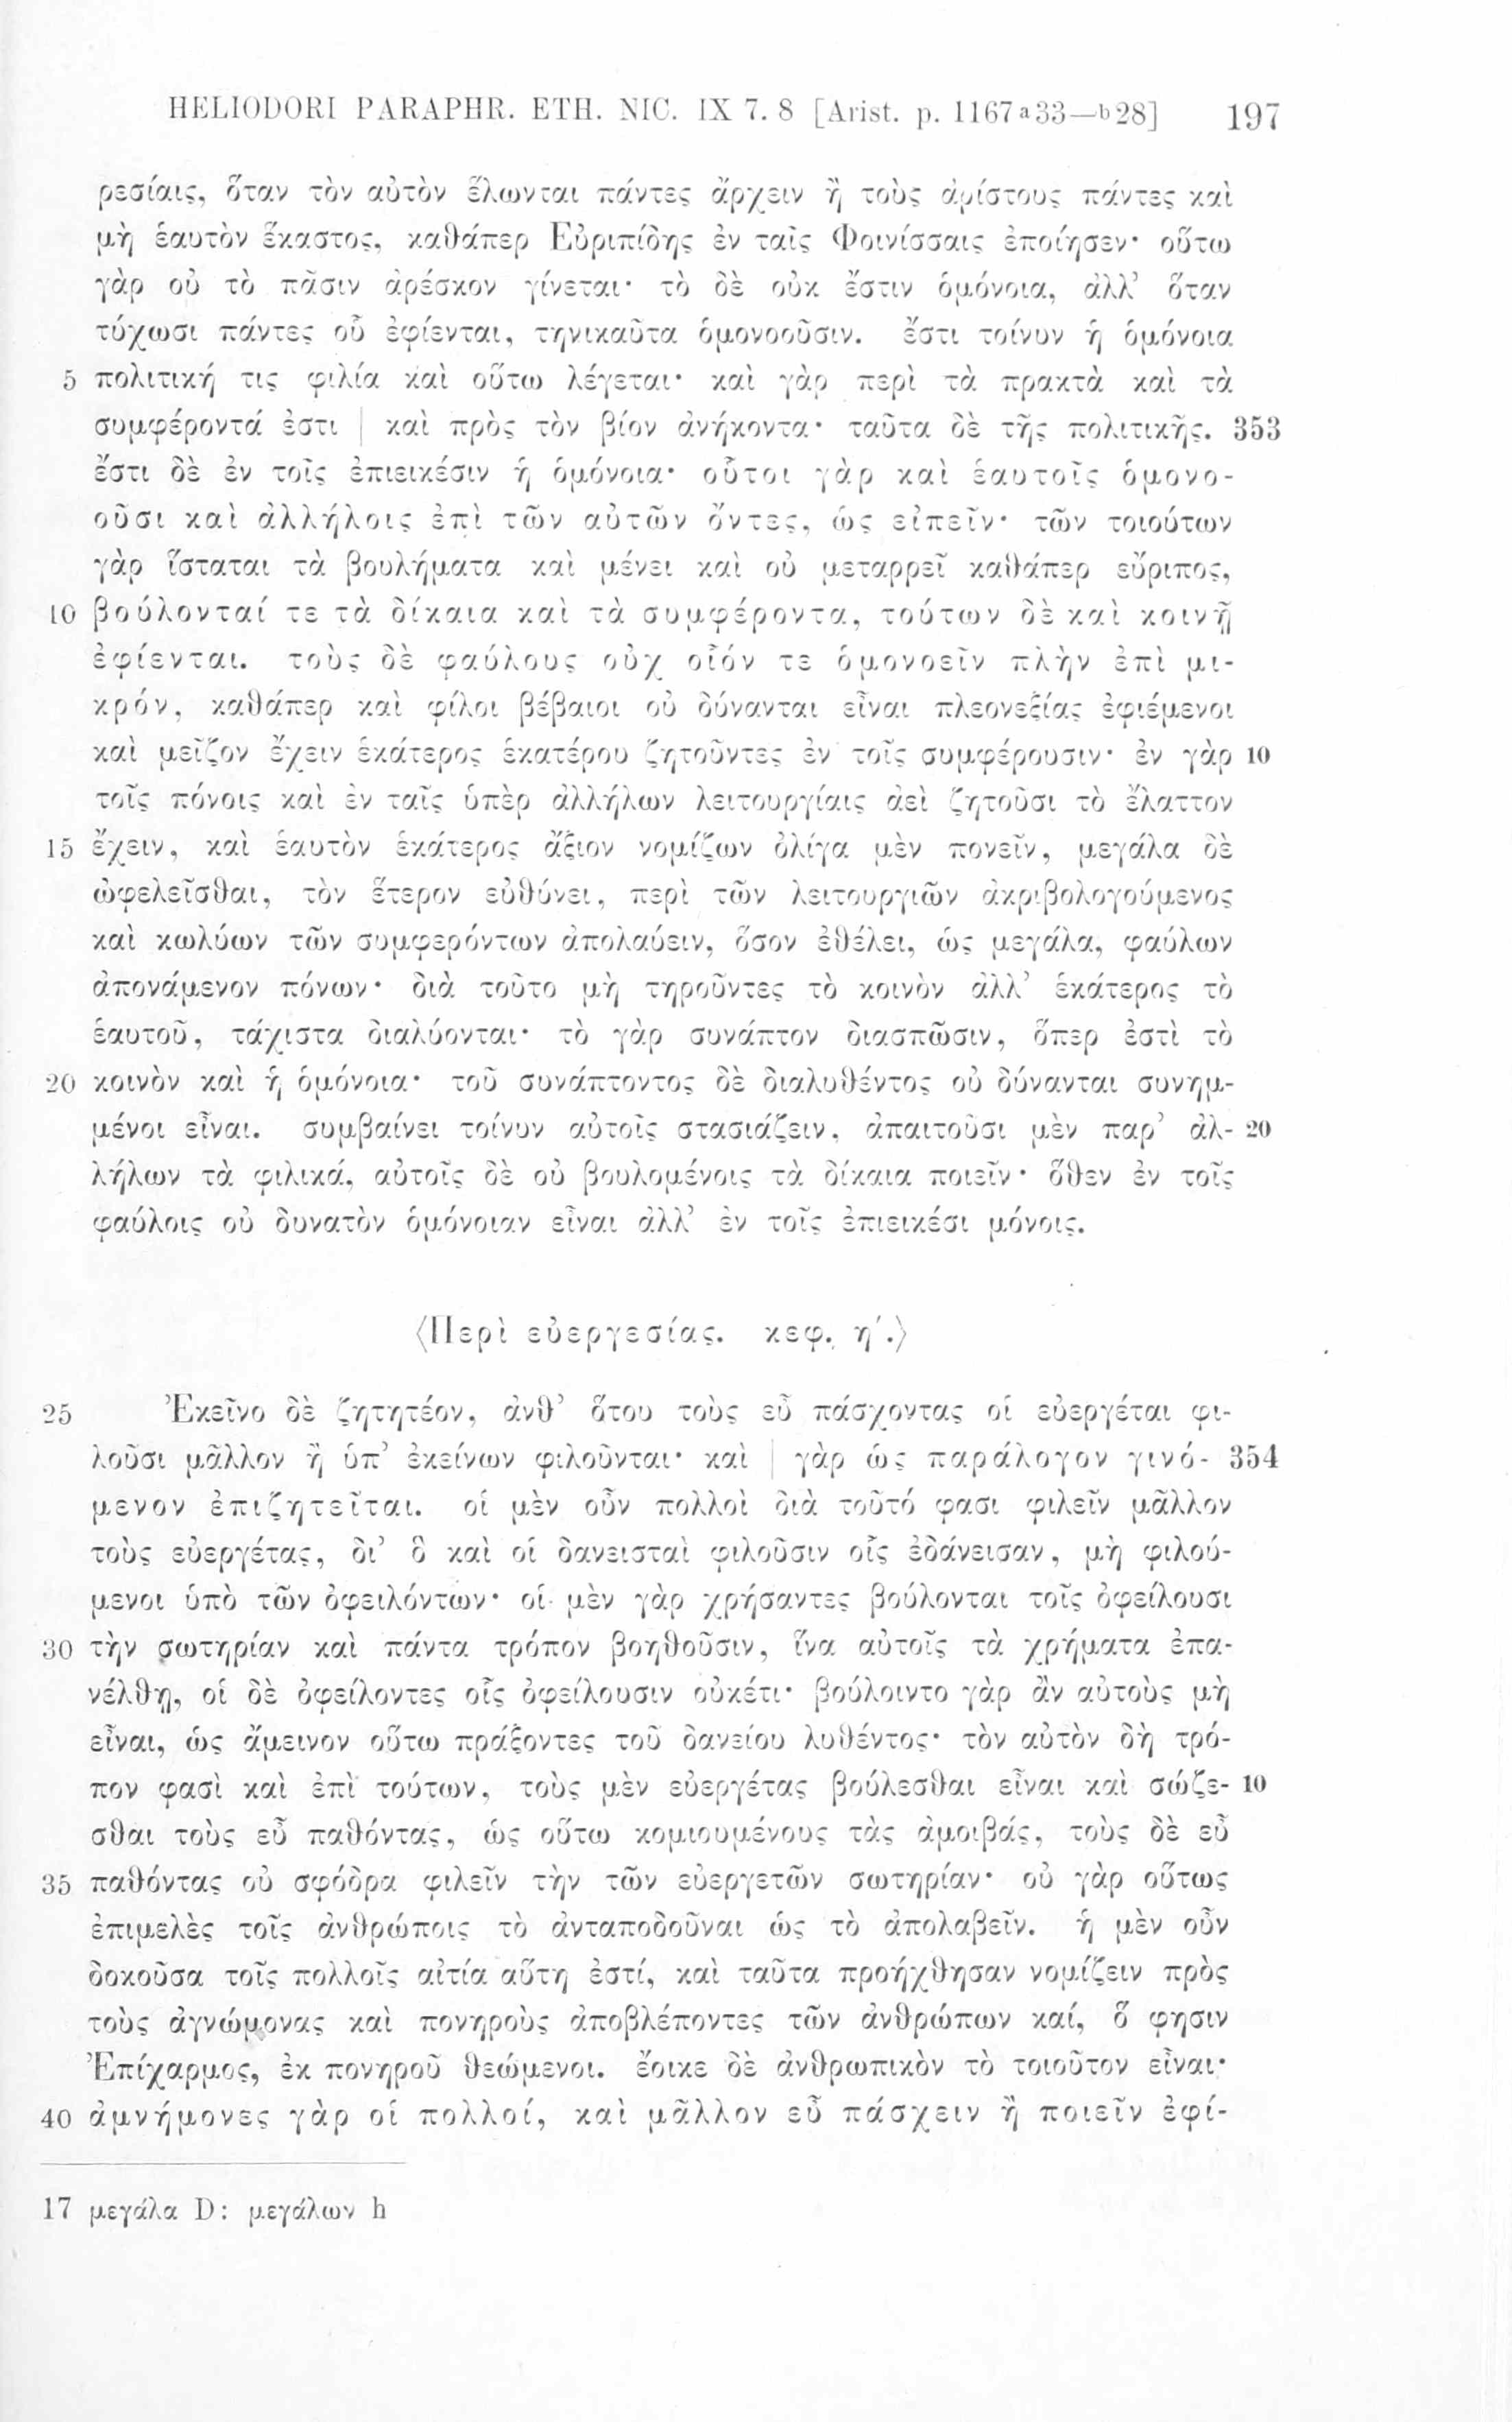 HELIODORI PARAPHR. ETH. NIC. IX 7. 8 [Arist. p. 1167a33—b28] 197
ρεσίαις, ὅταν τὸν αὐτὸν ἕλωνται πάντες ἄρχειν ἢ τοὺς ἀρίστους πάντες καὶ
μὴ ἑαυτὸν ἕκαστος, καθάπερ Εὐριπίδης ἐν ταῖς Φοινίσσαις ἐποίησεν· οὕτω
γὰρ οὐ τὸ πᾶσιν ἀρέσκον γίνεται· τὸ δὲ οὐκ ἔστιν ὁμόνοια, ἀλλ’ ὅταν
τύχωσι πάντες οὗ ἐφίενται, τηνικαῦτα ὁμονοοῦσιν. ἔστι τοίνυν ἡ ὁμόνοια
5 πολιτική τις φιλία καὶ οὕτω λέγεται· καὶ γὰρ περὶ τὰ πρακτὰ καὶ τὰ
συμφέροντά ἐστι | καὶ πρὸς τὸν βίον ἀνήκοντα· ταῦτα δὲ τῆς πολιτικῆς. 353
ἔστι δὲ ἐν τοῖς ἐπιεικέσιν ἡ ὁμόνοια· οὗτοι γὰρ καὶ ἑαυτοῖς ὁμονο-
οῦσι καὶ ἀλλήλοις ἐπὶ τῶν αὐτῶν ὄντες, ὡς εἰπεῖν· τῶν τοιούτων
γὰρ ἵσταται τὰ βουλήματα καὶ μένει καὶ οὐ μεταρρεῖ καθάπερ εὔριπος,
10 βούλονταί τε τὰ δίκαια καὶ τὰ συμφέροντα, τούτων δὲ καὶ κοινῇ
ἐφίενται. τοὺς δὲ φαύλους οὐχ οἷόν τε ὁμονοεῖν πλὴν ἐπὶ μι-
κρόν, καθάπερ καὶ φίλοι βέβαιοι οὐ δύνανται εἶναι πλεονεξίας ἐφιέμενοι
καὶ μεῖζον ἔχειν ἑκάτερος ἑκατέρου ζητοῦντες ἐν τοῖς συμφέρουσιν· ἐν γὰρ 10
τοῖς πόνοις καὶ ἐν ταῖς ὑπὲρ ἀλλήλων λειτουργίαις ἀεὶ ζητοῦσι τὸ ἔλαττον
15 ἔχειν, καὶ ἑαυτὸν ἑκάτερος ἄξιον νομίζων ὀλίγα μὲν πονεῖν, μεγάλα δὲ
ὠφελεῖσθαι, τὸν ἕτερον εὐθύνει, περὶ τῶν λειτουργιῶν ἀκριβολογούμενος
καὶ κωλύων τῶν συμφερόντων ἀπολαύειν, ὅσον ἐθέλει, ὡς μεγάλα, φαύλων
ἀπονάμενον πόνων· διὰ τοῦτο μὴ τηροῦντες τὸ κοινὸν ἀλλ’ ἑκάτερος τὸ
ἑαυτοῦ, τάχιστα διαλύονται· τὸ γὰρ συνάπτον διασπῶσιν, ὅπερ ἐστὶ τὸ
20 κοινὸν καὶ ἡ ὁμόνοια· τοῦ συνάπτοντος δὲ διαλυθέντος οὐ δύνανται συνημ-
μένοι εἶναι. συμβαίνει τοίνυν αὐτοῖς στασιάζειν, ἀπαιτοῦσι μὲν παρ’ ἀλ- 20
λήλων τὰ φιλικά, αὐτοῖς δὲ οὐ βουλομένοις τὰ δίκαια ποιεῖν· ὅθεν ἐν τοῖς
φαύλοις οὐ δυνατὸν ὁμόνοιαν εἶναι ἀλλ’ ἐν τοῖς ἐπιεικέσι μόνοις.
⟨Περὶ εὐεργεσίας. κεφ. η΄.⟩
25 Ἐκεῖνο δὲ ζητητέον, ἀνθ’ ὅτου τοὺς εὖ πάσχοντας οἱ εὐεργέται φι-
λοῦσι μᾶλλον ἢ ὑπ’ ἐκείνων φιλοῦνται· καὶ | γὰρ ὡς παράλογον γινό- 354
μενον ἐπιζητεῖται. οἱ μὲν οὖν πολλοὶ διὰ τοῦτό φασι φιλεῖν μᾶλλον
τοὺς εὐεργέτας, δι’ ὃ καὶ οἱ δανεισταὶ φιλοῦσιν οἷς ἐδάνεισαν, μὴ φιλού-
μενοι ὑπὸ τῶν ὀφειλόντων· οἱ μὲν γὰρ χρήσαντες βούλονται τοῖς ὀφείλουσι
30 τὴν σωτηρίαν καὶ πάντα τρόπον βοηθοῦσιν, ἵνα αὐτοῖς τὰ χρήματα ἐπα-
νέλθῃ, οἱ δὲ ὀφείλοντες οἷς ὀφείλουσιν οὐκέτι· βούλοιντο γὰρ ἂν αὐτοὺς μὴ
εἶναι, ὡς ἄμεινον οὕτω πράξοντες τοῦ δανείου λυθέντος· τὸν αὐτὸν δὴ τρό-
πον φασὶ καὶ ἐπὶ τούτων, τοὺς μὲν εὐεργέτας βούλεσθαι εἶναι καὶ σώζε- 10
σθαι τοὺς εὖ παθόντας, ὡς οὕτω κομιουμένους τὰς ἀμοιβάς, τοὺς δὲ εὖ
35 παθόντας οὐ σφόδρα φιλεῖν τὴν τῶν εὐεργετῶν σωτηρίαν· οὐ γὰρ οὕτως
ἐπιμελὲς τοῖς ἀνθρώποις τὸ ἀνταποδοῦναι ὡς τὸ ἀπολαβεῖν. ἡ μὲν οὖν
δοκοῦσα τοῖς πολλοῖς αἰτία αὕτη ἐστί, καὶ ταῦτα προήχθησαν νομίζειν πρὸς
τοὺς ἀγνώμονας καὶ πονηροὺς ἀποβλέποντες τῶν ἀνθρώπων καί, ὅ φησιν
Ἐπίχαρμος, ἐκ πονηροῦ θεώμενοι. ἔοικε δὲ ἀνθρωπικὸν τὸ τοιοῦτον εἶναι·
40 ἀμνήμονες γὰρ οἱ πολλοί, καὶ μᾶλλον εὖ πάσχειν ἢ ποιεῖν ἐφί-
17 μεγάλα D: μεγάλων h